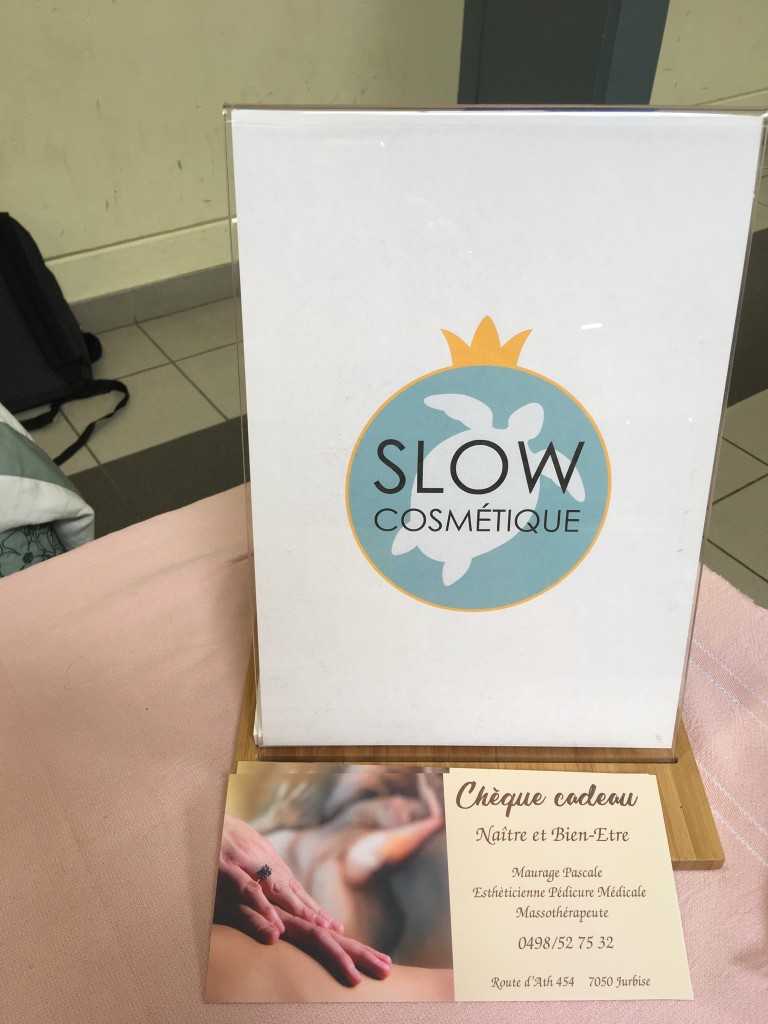 SLOW
COSMÉTIQUE
Chèque cadeau
Naître et Bien-Etre
Maurage Pascale
Esthèticienne Pédicure Médicale
Massothérapeute
0498/52 75 32
Route d'Ath 454 7050 Jurbise